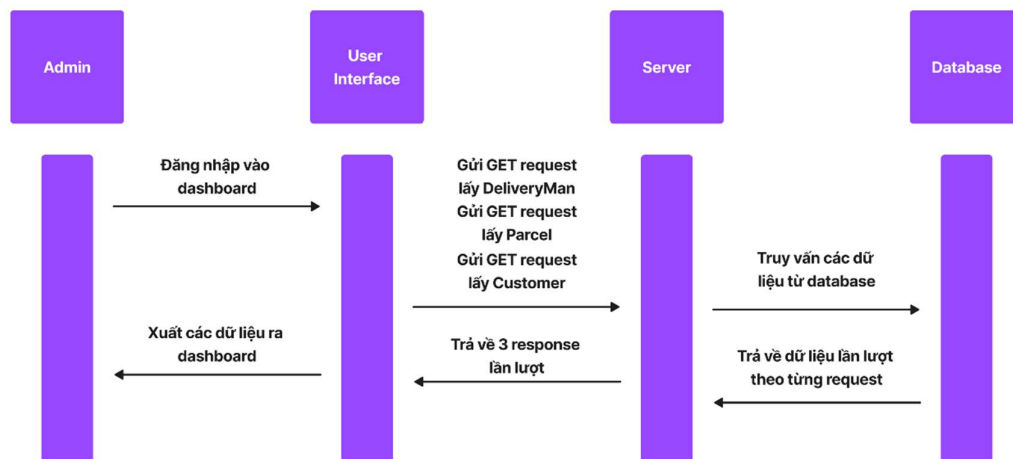 Admin
User
Interface
Server
Database
Đăng nhập vào
dashboard
Gửi GET request
lấy DeliveryMan
Gửi GET request
lấy Parcel
Gửi GET request
lấy Customer
Truy vấn các dữ
liệu từ database
Xuất các dữ liệu ra
dashboard
Trả về 3 response
lần lượt
Trả về dữ liệu lần lượt
theo từng request